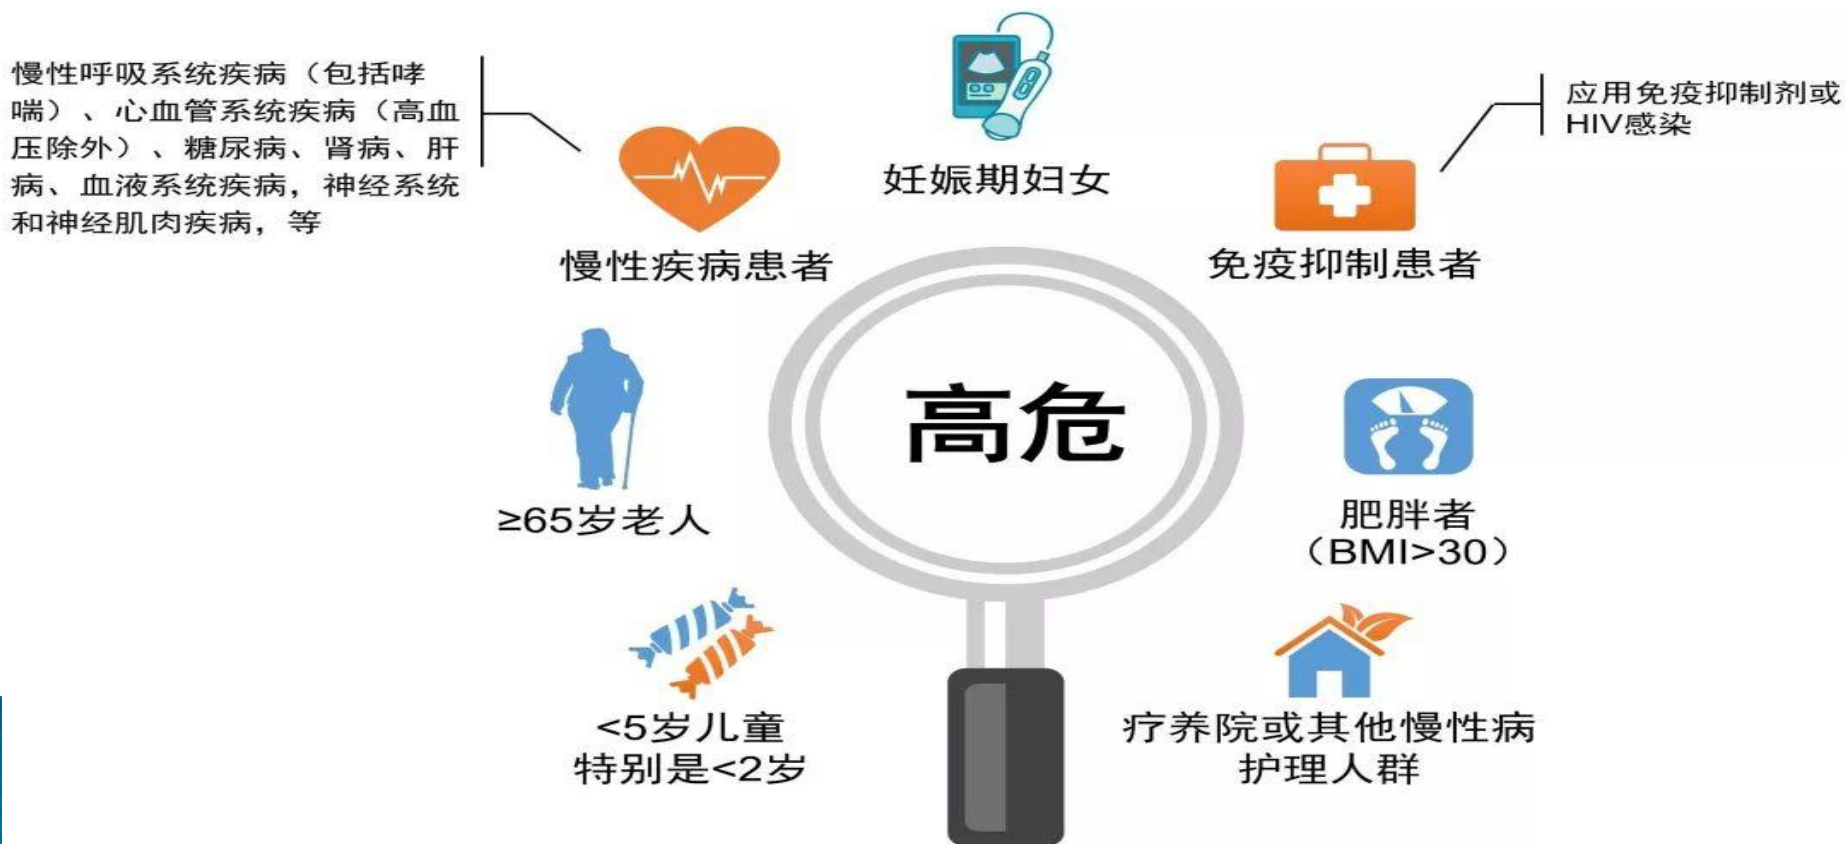 慢性呼吸系统疾病（包括哮
喘）、心血管系统疾病（高血
压除外）、糖尿病、肾病、肝
病、血液系统疾病，神经系统
和神经肌肉疾病，等
慢性疾病患者
妊娠期妇女
应用免疫抑制剂或
HIV感染
免疫抑制患者
高危
≥65岁老人
肥胖者
（BMI>30）
<5岁儿童
特别是<2岁
疗养院或其他慢性病
护理人群